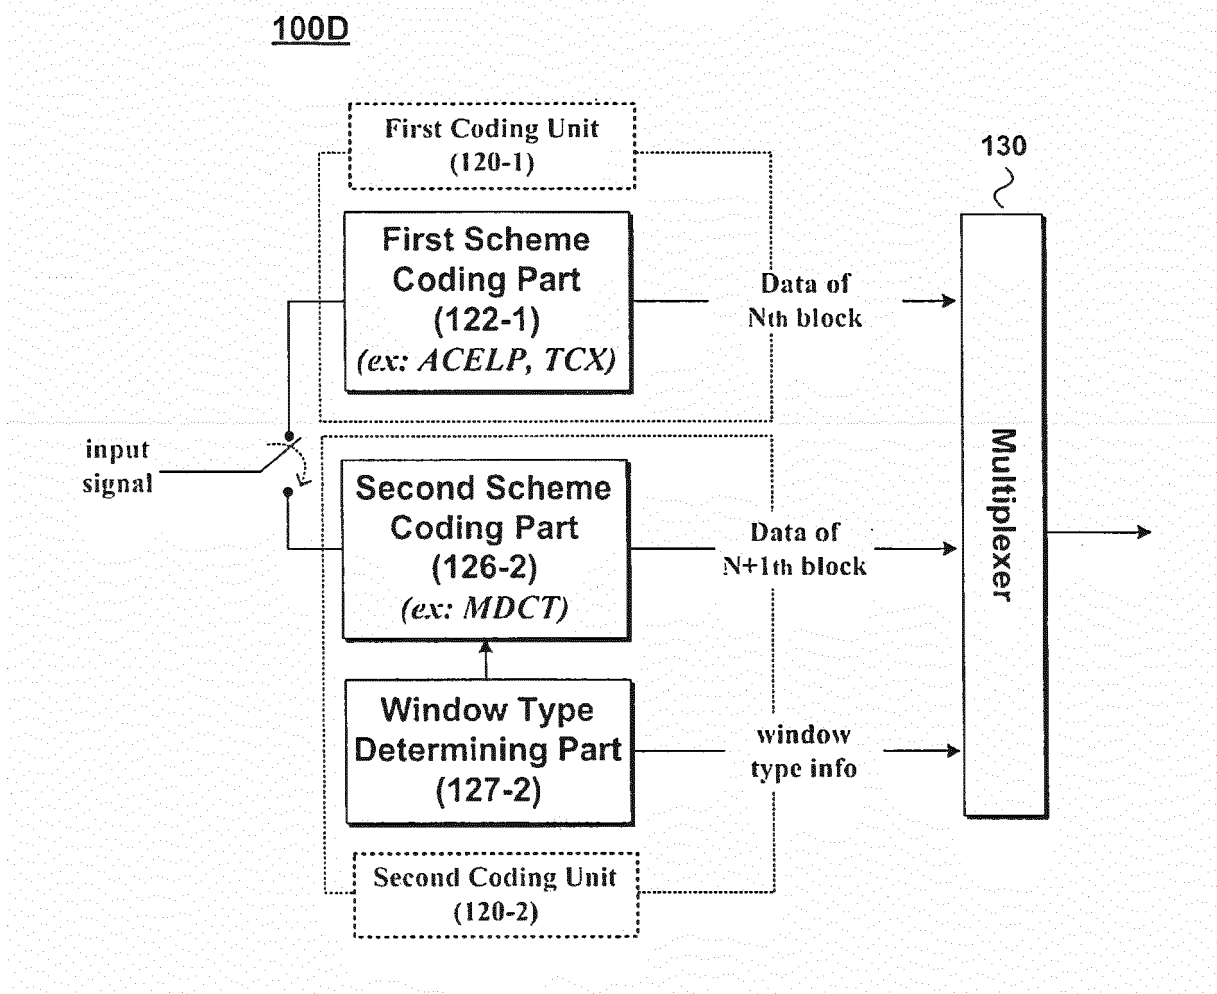 100D
First Coding Unit
(120-1)
130
First Scheme
Coding Part
(122-1)
(ex: ACELP, TCX)
Data of
Nth block
input
signal
Second Scheme
Coding Part
(126-2)
(ex: MDCT)
Data of
N+1th block
Multiplexer
Window Type
Determining Part
(127-2)
window
type info
Second Coding Unit
(120-2)